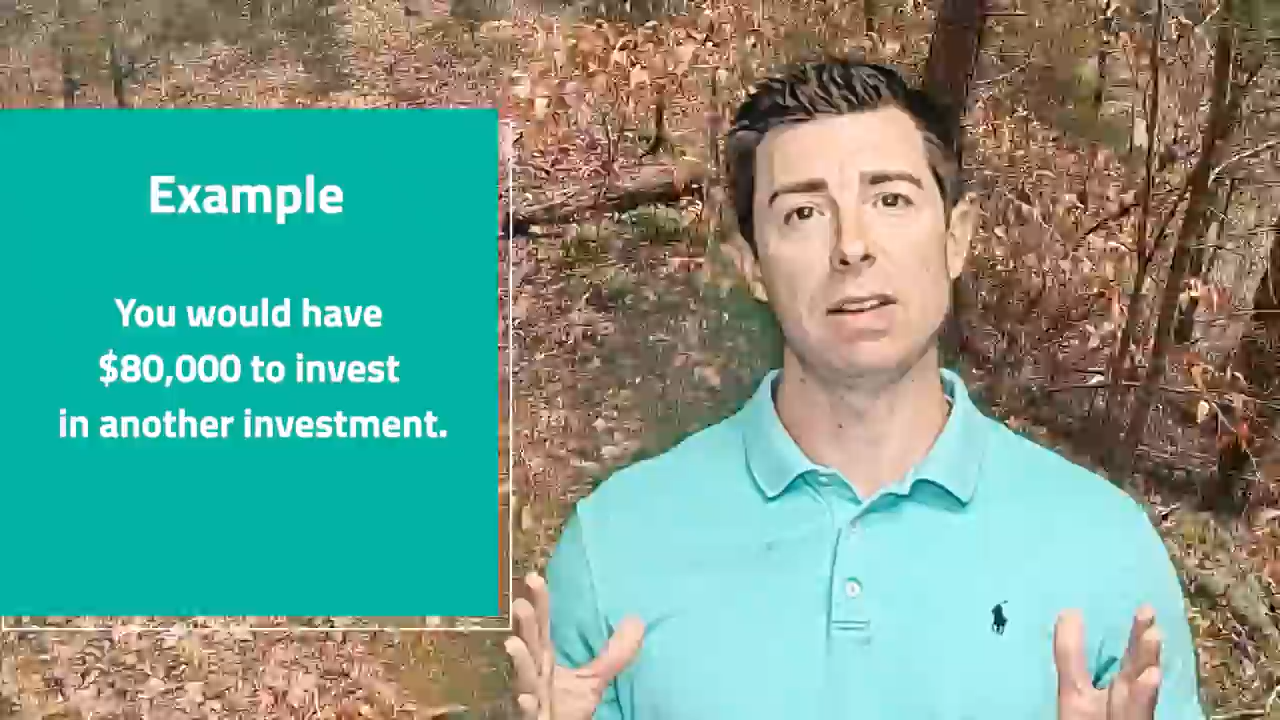 Example
You would have
$80,000 to invest
in another investment.